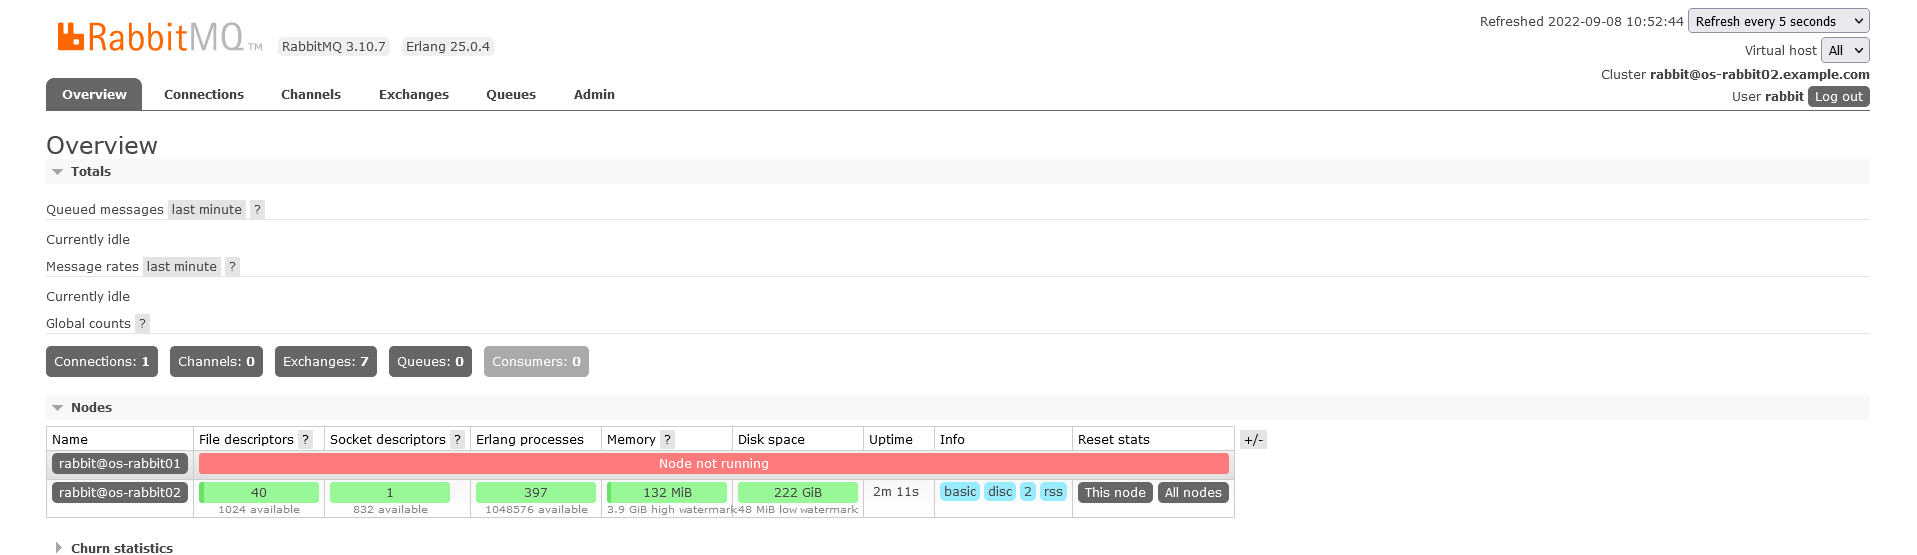 RabbitMQ TM RabbitMQ 3.10.7 Erlang 25.0.4
Refreshed 2022-09-08 10:52:44 Refresh every 5 seconds
Virtual host All
Cluster rabbit@os-rabbit02.example.com
User rabbit Log out
Overview Connections Channels Exchanges Queues Admin
Overview
Totals
Queued messages last minute ?
Currently idle
Message rates last minute ?
Currently idle
Global counts ?
Connections: 1 Channels: 0 Exchanges: 7 Queues: 0 Consumers: 0
Nodes
Name File descriptors ? Socket descriptors ? Erlang processes Memory ? Disk space Uptime Info Reset stats +/-
rabbit@os-rabbit01 Node not running
rabbit@os-rabbit02 40 1 397 132 MiB 222 GiB 2m 11s basic disc 2 rss This node All nodes
1024 available 832 available 1048576 available 3.9 GiB high watermark 48 MiB low watermark
Churn statistics